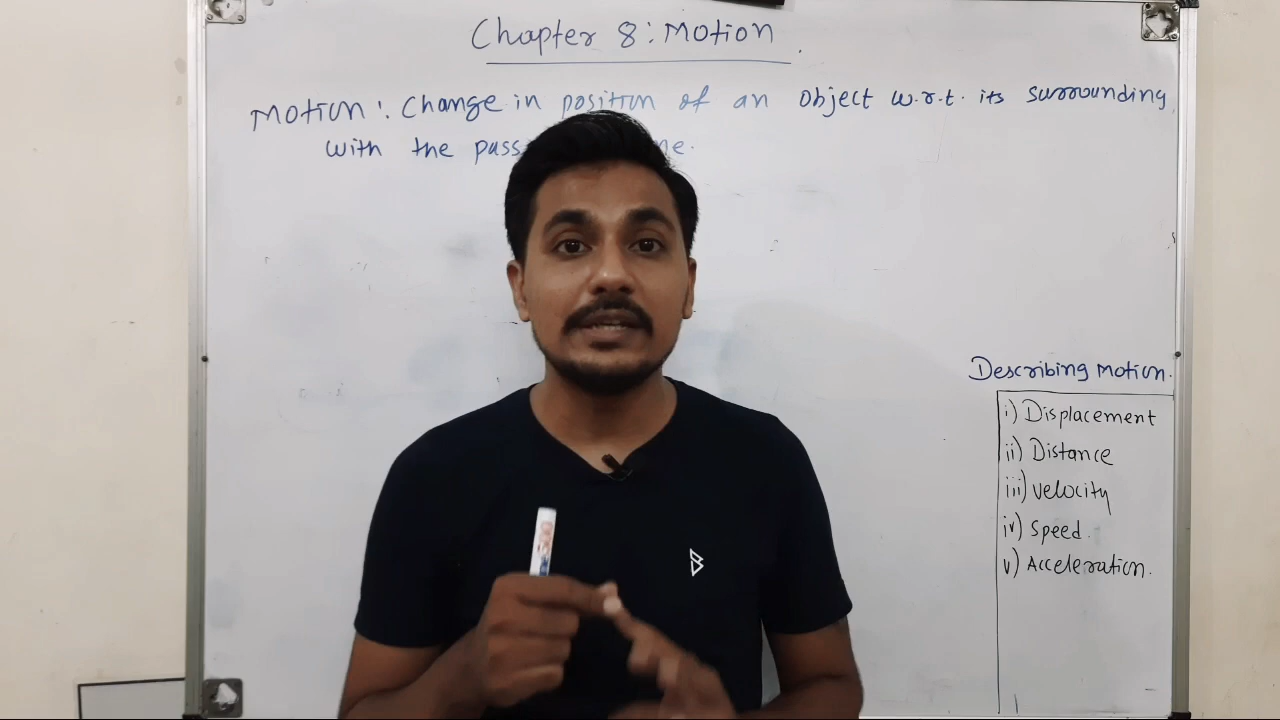 Chapter 8: Motion
Motion: Change in position of an object w.r.t. its surrounding
with the pass me.
Describing Motion.
i) Displacement
ii) Distance
iii) Velocity
iv) Speed.
v) Acceleration.